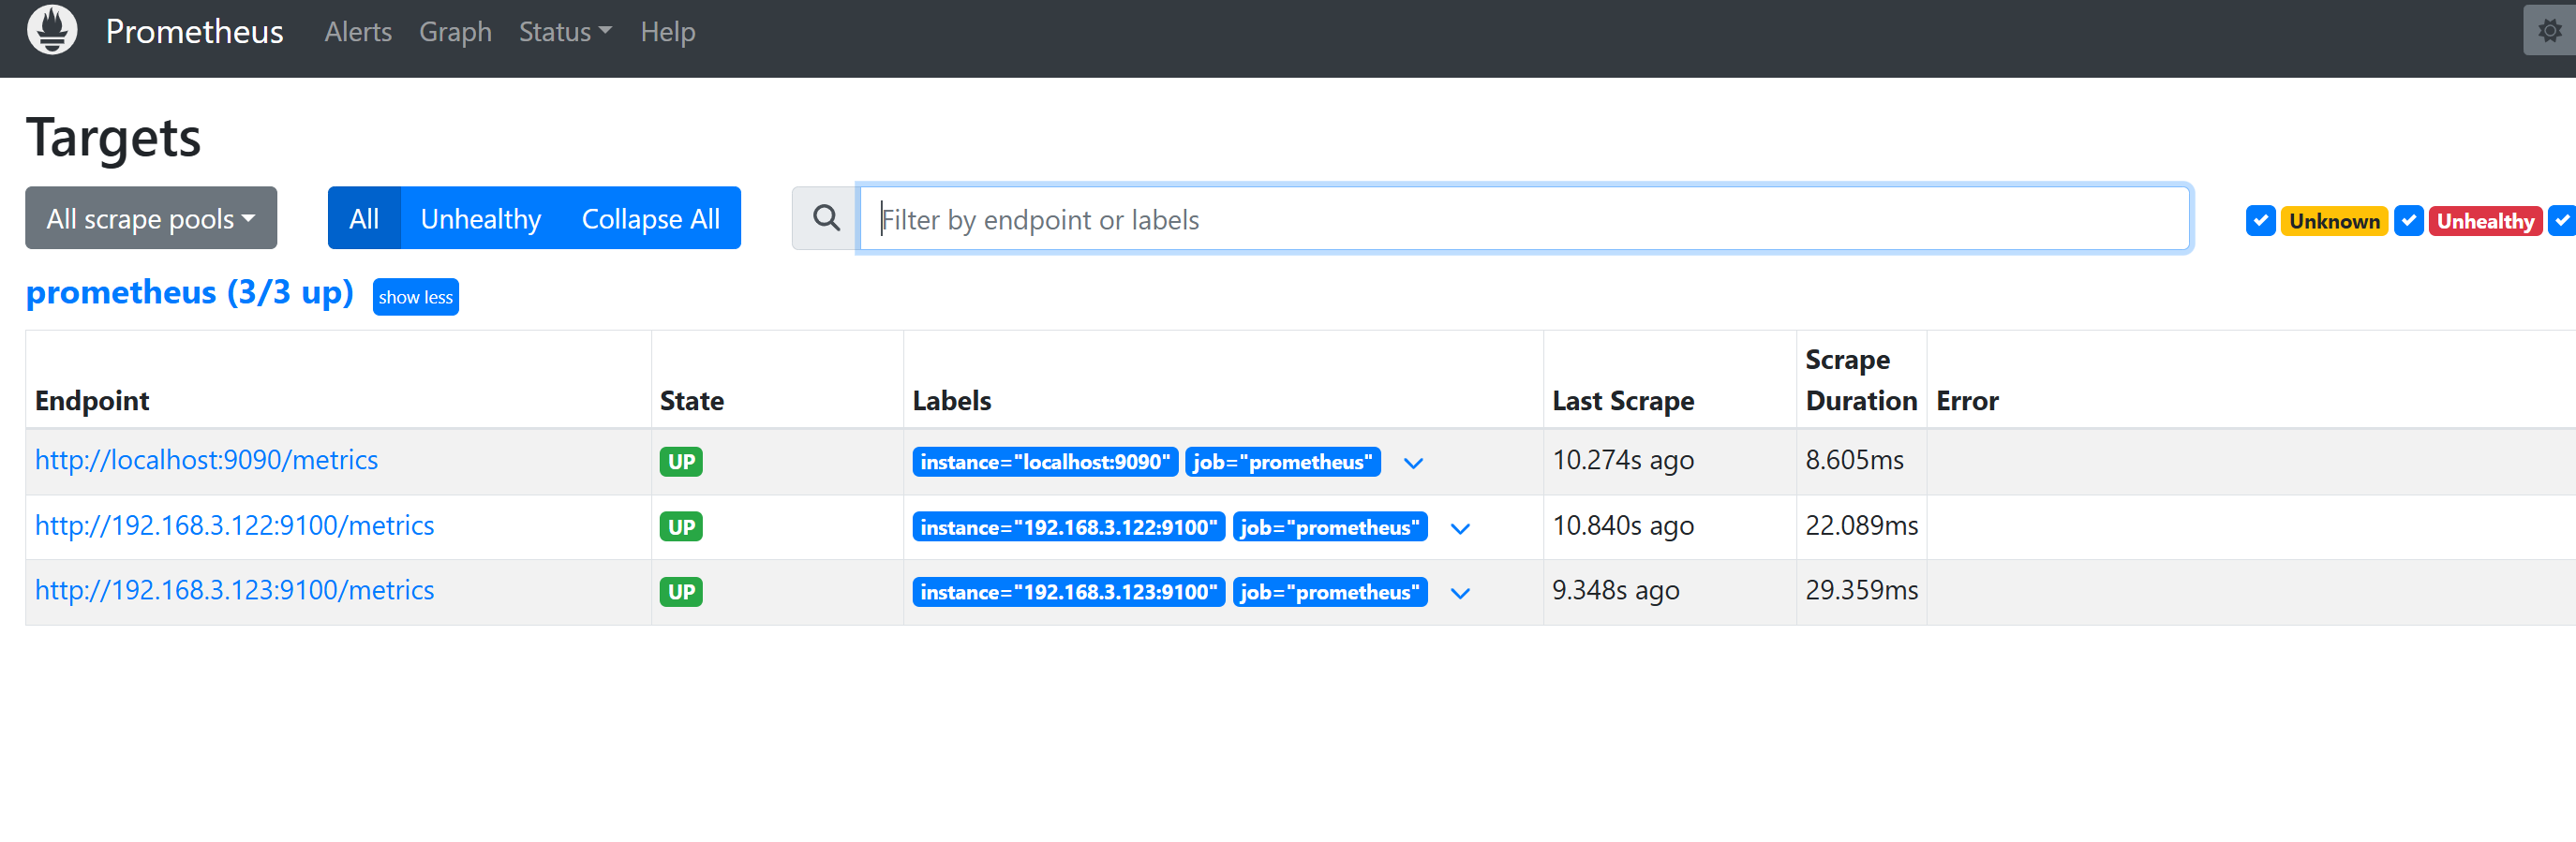 Prometheus Alerts Graph Status Help
Targets
All scrape pools All Unhealthy Collapse All Filter by endpoint or labels Unknown Unhealthy
prometheus (3/3 up) show less
Endpoint State Labels Last Scrape Scrape Duration Error
http://localhost:9090/metrics UP instance="localhost:9090" job="prometheus" 10.274s ago 8.605ms
http://192.168.3.122:9100/metrics UP instance="192.168.3.122:9100" job="prometheus" 10.840s ago 22.089ms
http://192.168.3.123:9100/metrics UP instance="192.168.3.123:9100" job="prometheus" 9.348s ago 29.359ms